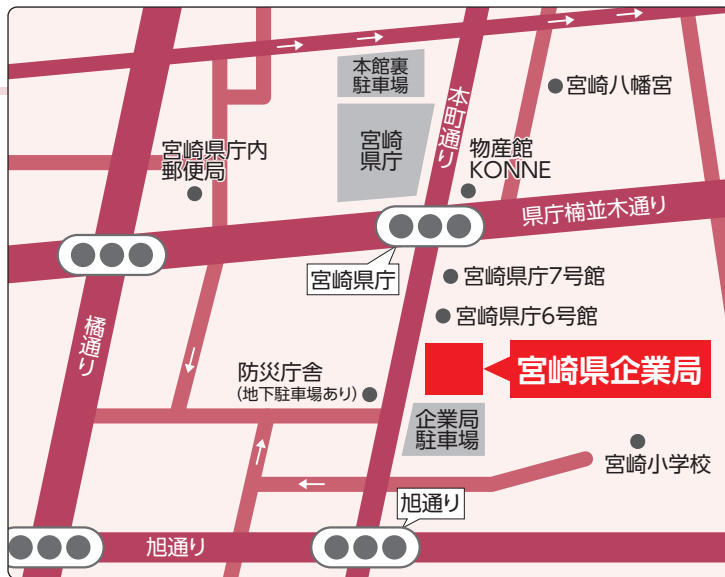 本館裏
駐車場
宮崎八幡宮
本町通り
宮崎
県庁
宮崎県庁内
郵便局
物産館
KONNE
県庁楠並木通り
宮崎県庁
宮崎県庁7号館
宮崎県庁6号館
橘通り
宮崎県企業局
防災庁舎
(地下駐車場あり)
企業局
駐車場
宮崎小学校
旭通り
旭通り